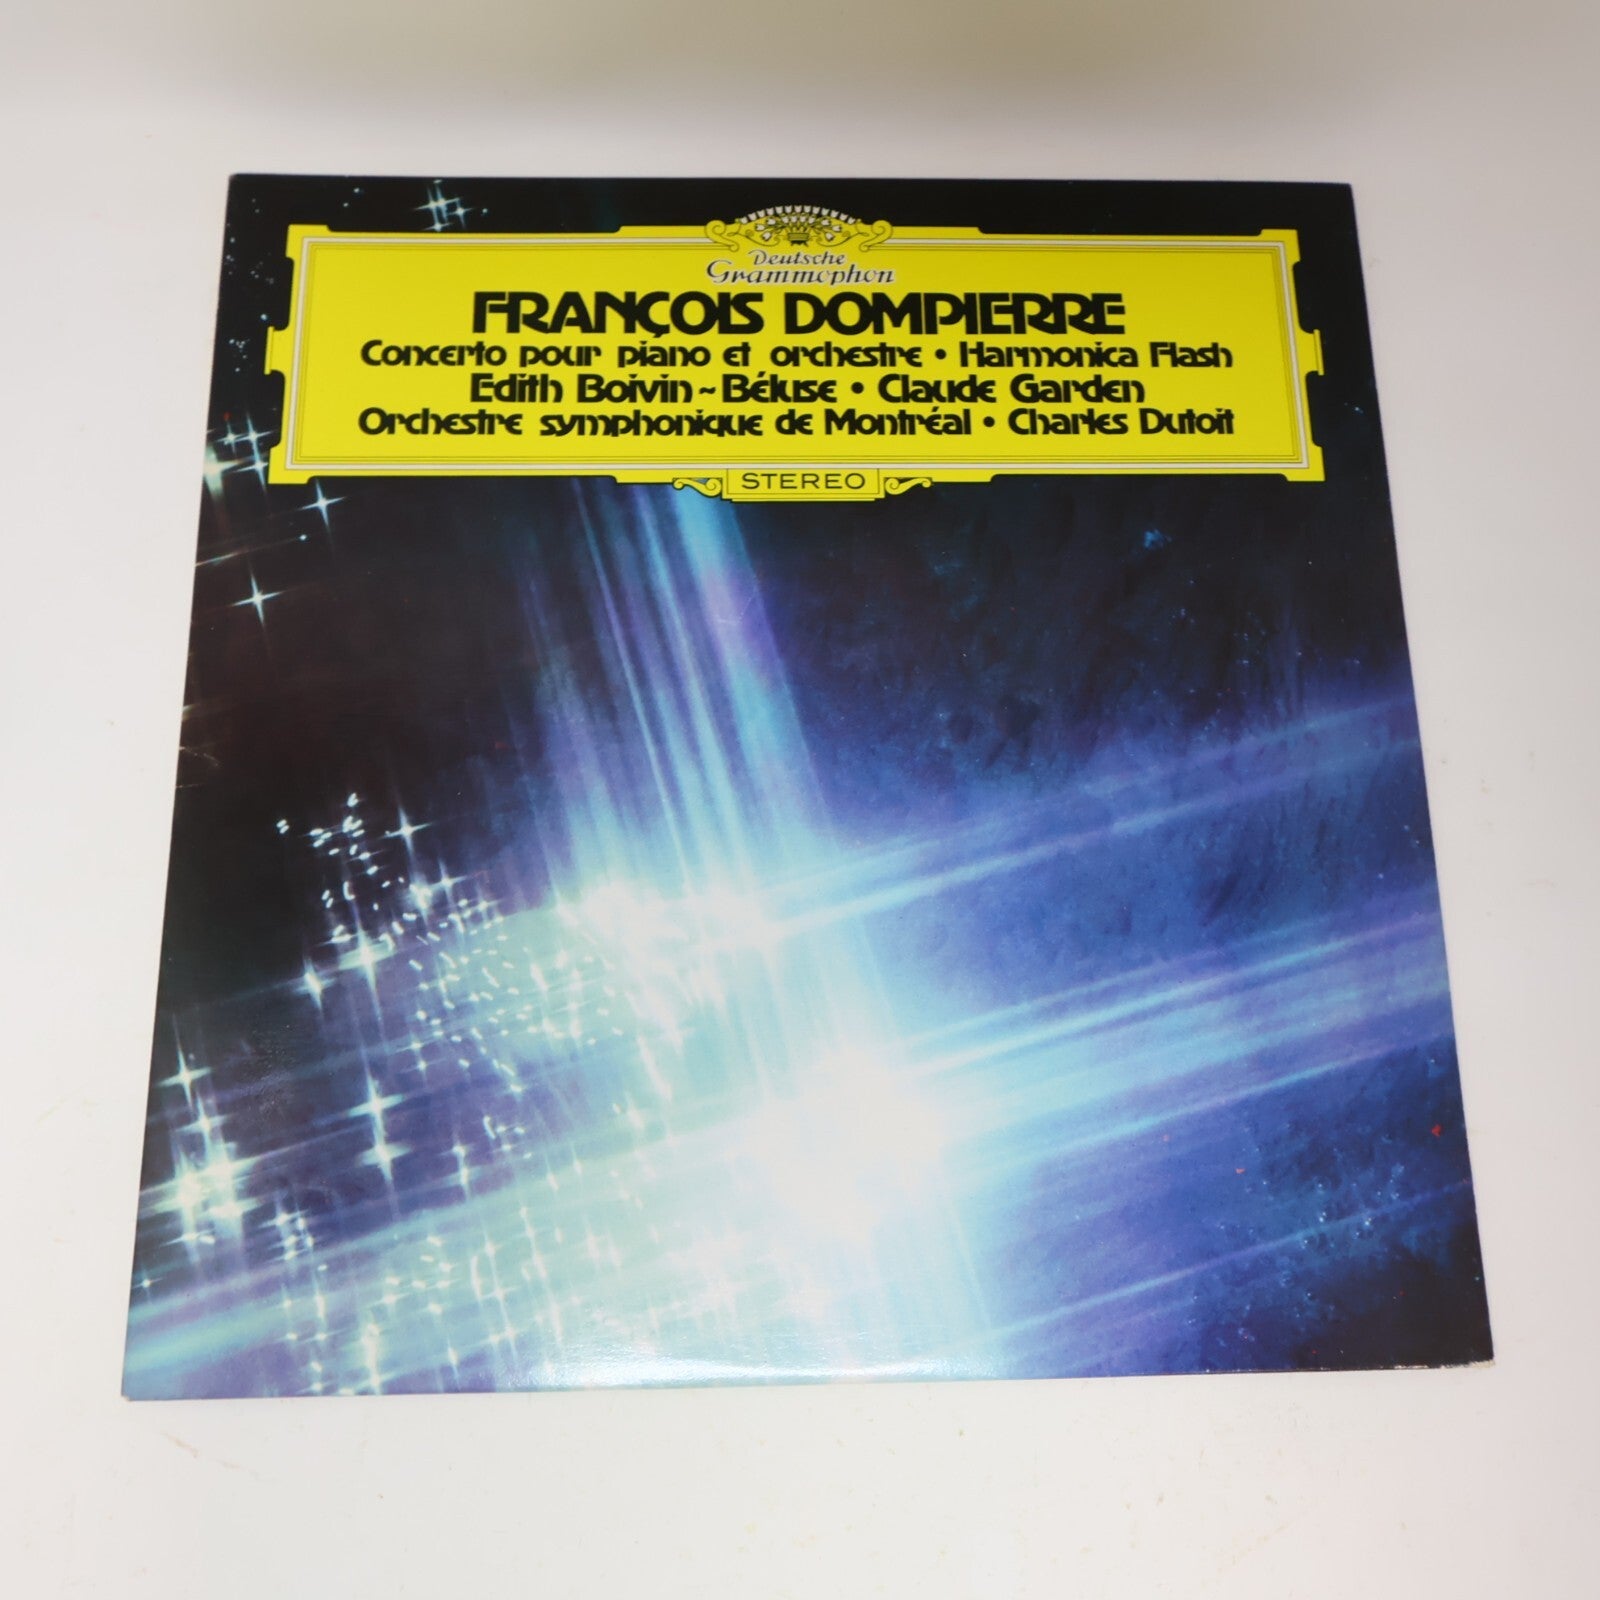 Deutsche
Grammophon
FRANÇOIS DOMPIERRE
Concerto pour piano et orchestre • Harmonica Flash
Edith Boivin~Béluse • Claude Garden
Orchestre symphonique de Montréal • Charles Dutoit
STEREO